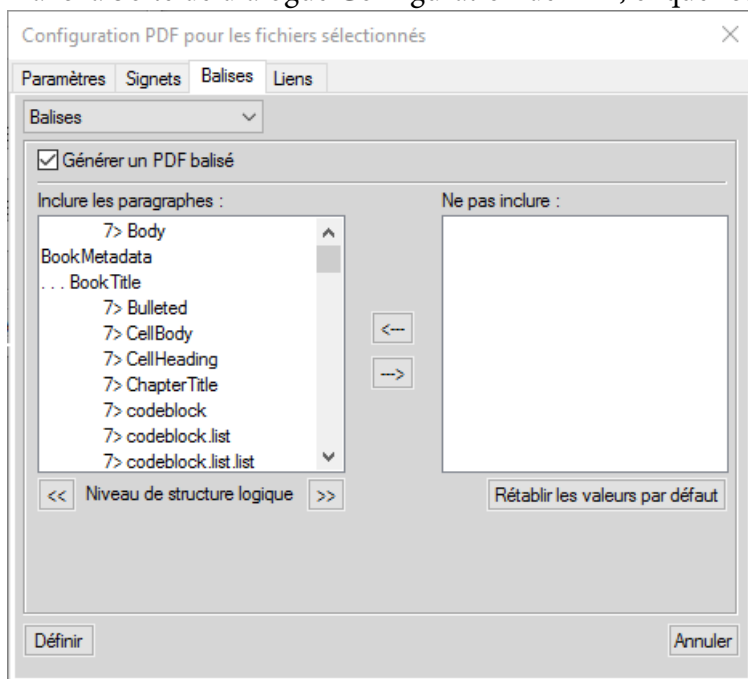 Configuration PDF pour les fichiers sélectionnés
Paramètres Signets Balises Liens
Balises
Générer un PDF balisé
Inclure les paragraphes :
Ne pas inclure :
7> Body
BookMetadata
. . . BookTitle
7> Bulleted
7> CellBody
7> CellHeading
7> ChapterTitle
7> codeblock
7> codeblock.list
7> codeblock.list.list
<---
--->
<< Niveau de structure logique >>
Rétablir les valeurs par défaut
Définir
Annuler